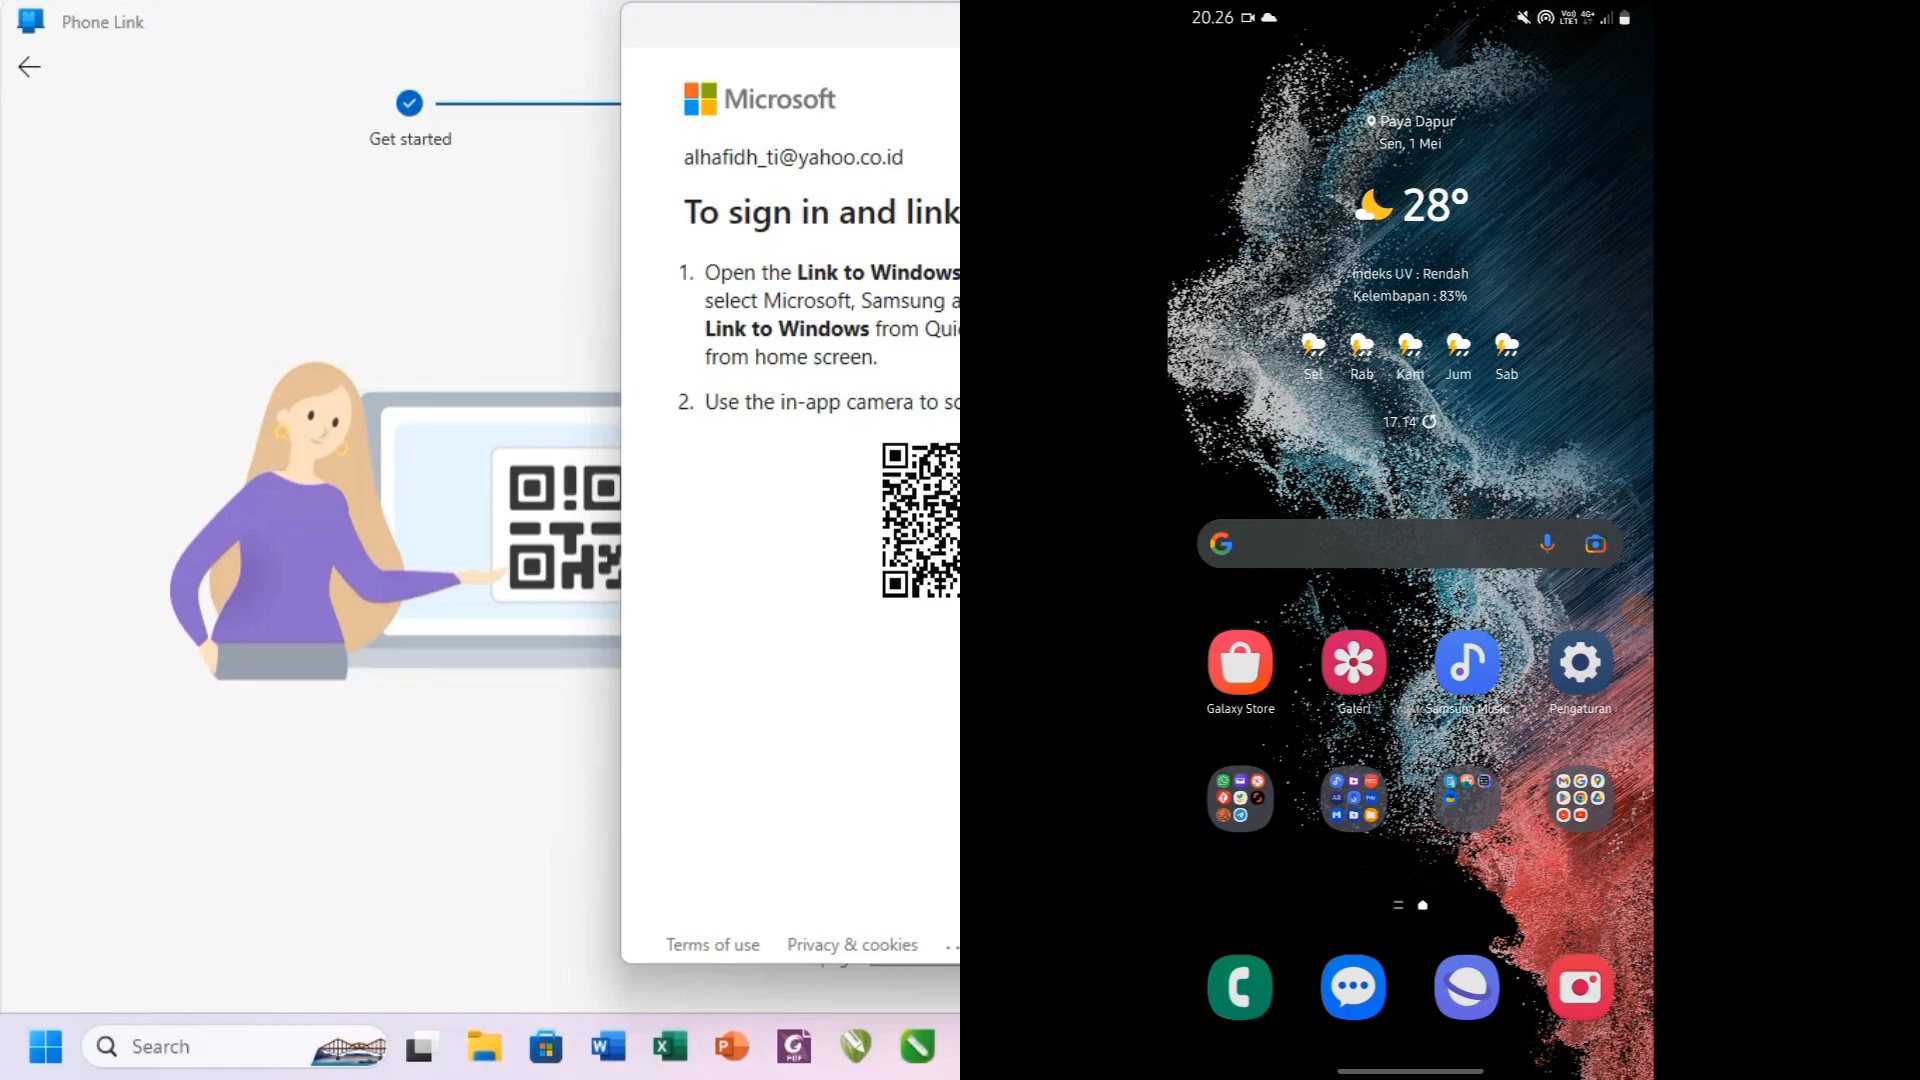 Phone Link
Get started
Microsoft
alhafidh_ti@yahoo.co.id
To sign in and link
1. Open the Link to Windows
select Microsoft, Samsung a
Link to Windows from Quic
from home screen.
2. Use the in-app camera to sc
Terms of use Privacy & cookies
Search
20.26
Paya Dapur
Sen, 1 Mei
28°
Indeks UV : Rendah
Kelembapan : 83%
Sel Rab Kam Jum Sab
17.14
Galaxy Store Galeri Samsung Music Pengaturan